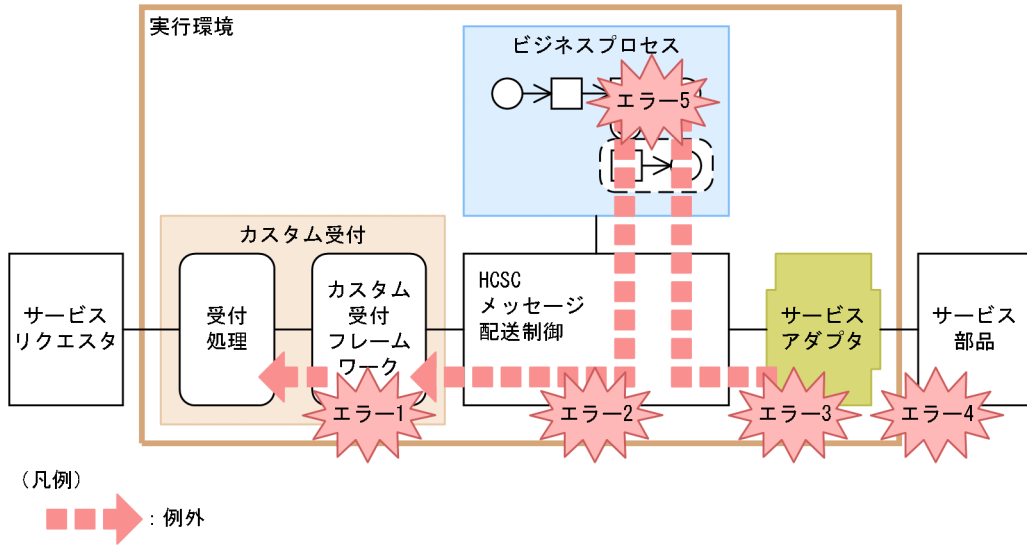 実行環境
ビジネスプロセス
エラー5
カスタム受付
サービス
リクエスタ
受付
処理
カスタム
受付
フレーム
ワーク
HCSC
メッセージ
配送制御
サービス
アダプタ
サービス
部品
エラー1
エラー2
エラー3
エラー4
(凡例)
：例外